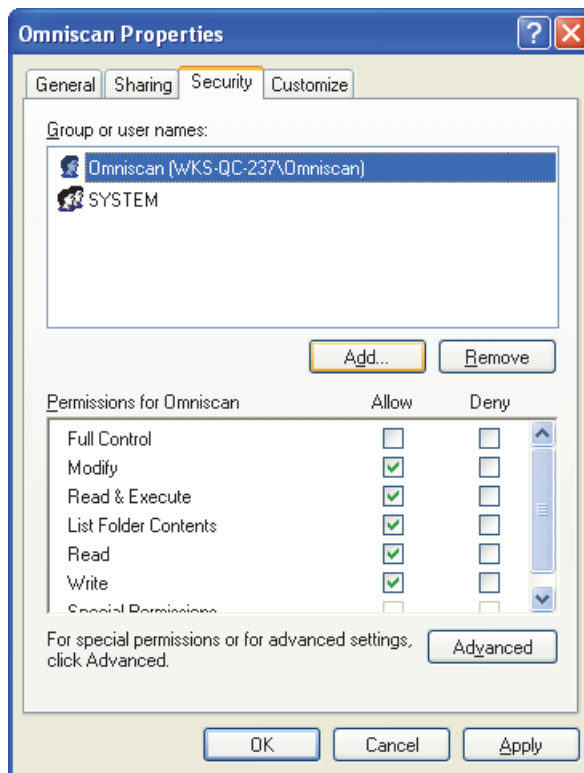 Omniscan Properties
General Sharing Security Customize
Group or user names:
Omniscan (WKS-QC-237\Omniscan)
SYSTEM
Add... Remove
Permissions for Omniscan Allow Deny
Full Control
Modify
Read & Execute
List Folder Contents
Read
Write
Special Permissions
For special permissions or for advanced settings,
click Advanced.
Advanced
OK Cancel Apply